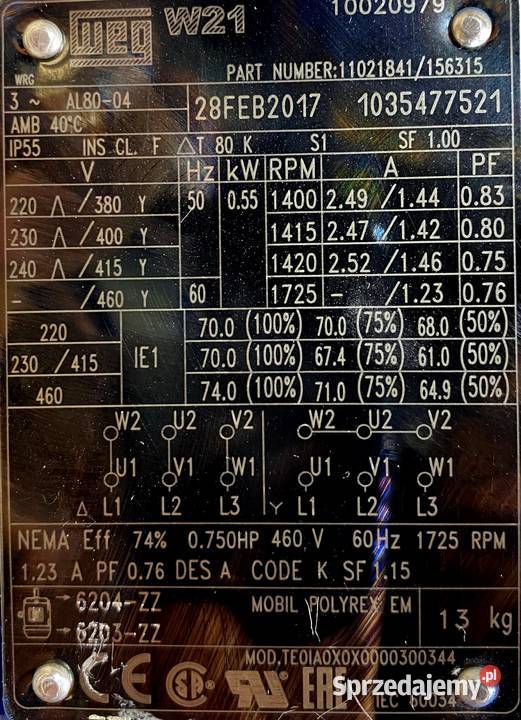 10020979
WEG W21
WRG
PART NUMBER:11021841/156315
3 ~ AL80-04 28FEB2017 1035477521
AMB 40°C
IP55 INS CL. F △T 80 K S1 SF 1.00
V Hz kW RPM A PF
220 Λ /380 Y 50 0.55 1400 2.49 /1.44 0.83
230 Λ /400 Y 1415 2.47 /1.42 0.80
240 Λ /415 Y 1420 2.52 /1.46 0.75
- /460 Y 60 1725 - /1.23 0.76
220 70.0 (100%) 70.0 (75%) 68.0 (50%)
230 /415 IE1 70.0 (100%) 67.4 (75%) 61.0 (50%)
460 74.0 (100%) 71.0 (75%) 64.9 (50%)
W2 U2 V2 W2 U2 V2
U1 V1 W1 U1 V1 W1
△ L1 L2 L3 Y L1 L2 L3
NEMA Eff 74% 0.750HP 460 V 60Hz 1725 RPM
1.23 A PF 0.76 DES A CODE K SF 1.15
→ 6204-ZZ MOBIL POLYREX EM 13 kg
→ 6203-ZZ
MOD.TE01A0X0X0000300344
CE SP UR EAC IEC 60034
Sprzedajemy.pl